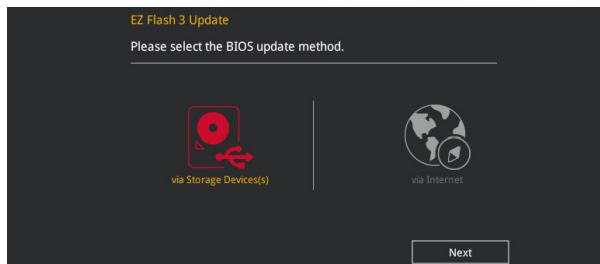 EZ Flash 3 Update
Please select the BIOS update method.
via Storage Devices(s)
via Internet
Next